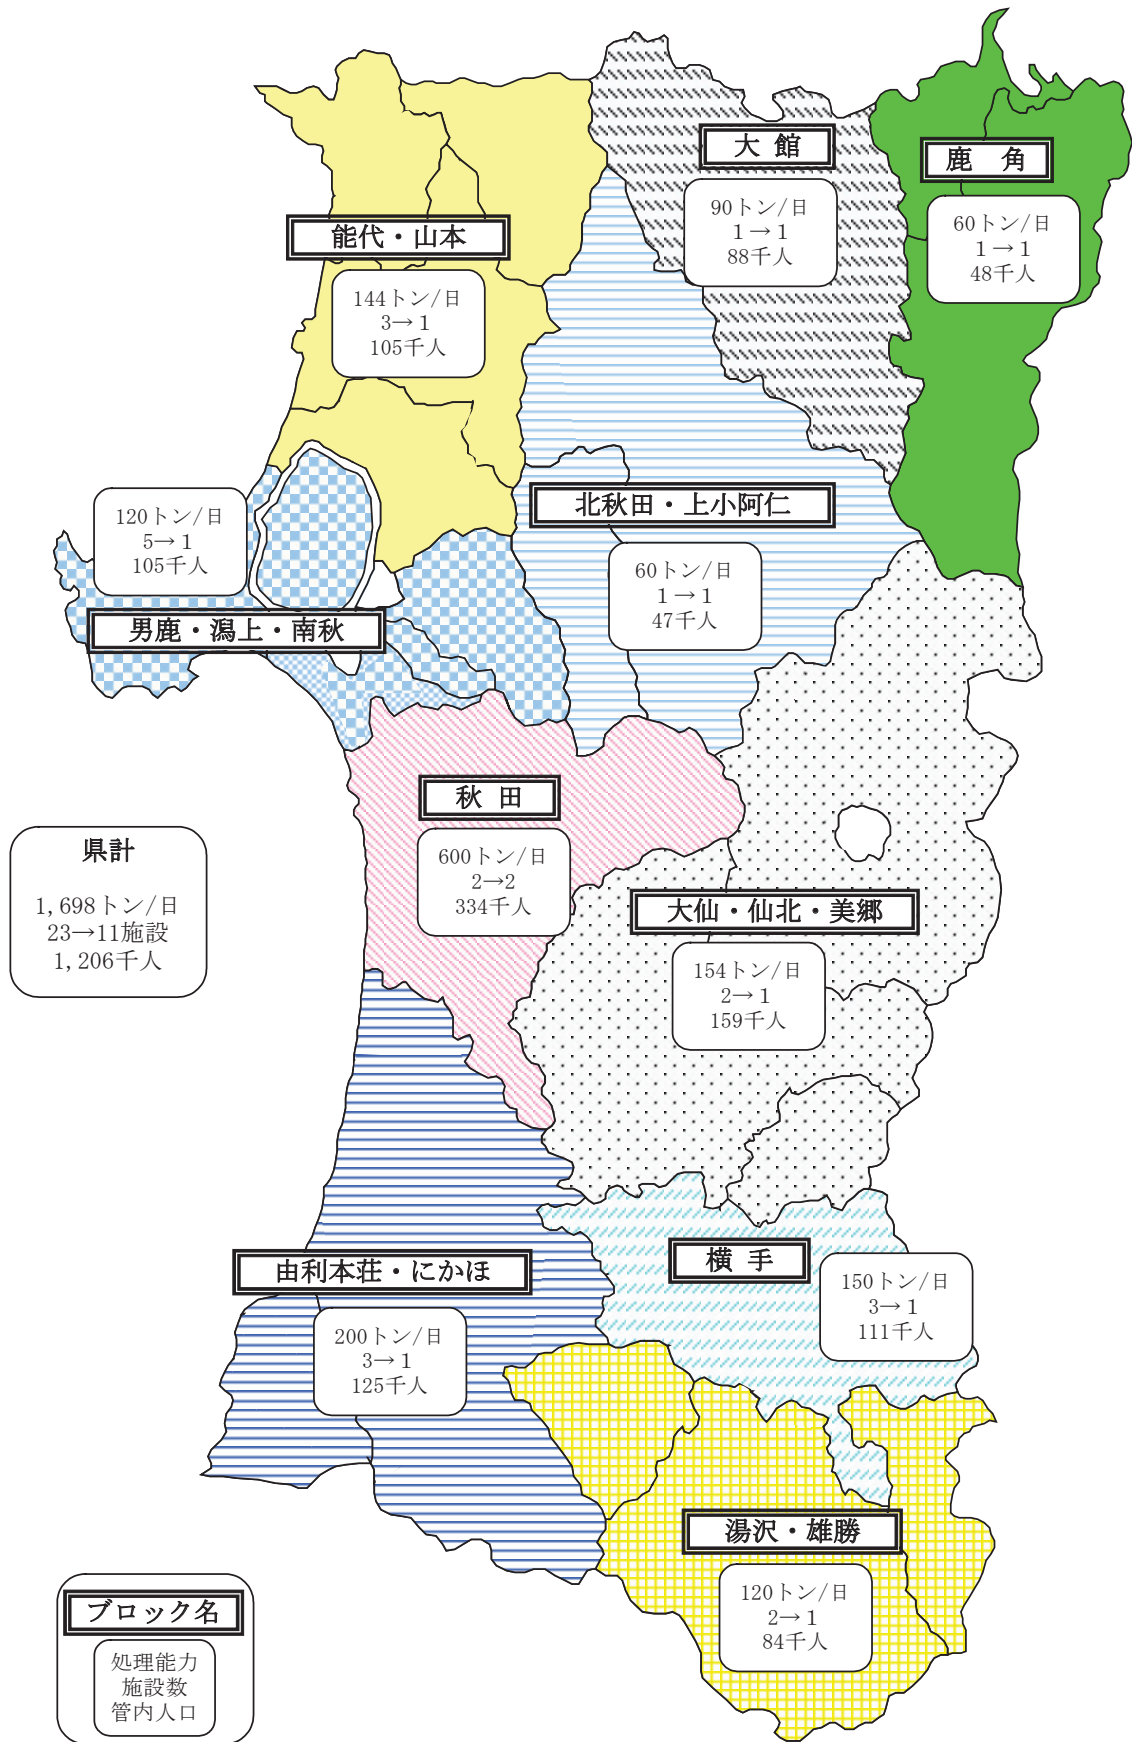 大 館
90トン/日
1→1
88千人
鹿 角
60トン/日
1→1
48千人
能代・山本
144トン/日
3→1
105千人
北秋田・上小阿仁
60トン/日
1→1
47千人
120トン/日
5→1
105千人
男鹿・潟上・南秋
秋 田
600トン/日
2→2
334千人
県計
1,698トン/日
23→11施設
1,206千人
大仙・仙北・美郷
154トン/日
2→1
159千人
由利本荘・にかほ
200トン/日
3→1
125千人
横 手
150トン/日
3→1
111千人
湯沢・雄勝
120トン/日
2→1
84千人
ブロック名
処理能力
施設数
管内人口